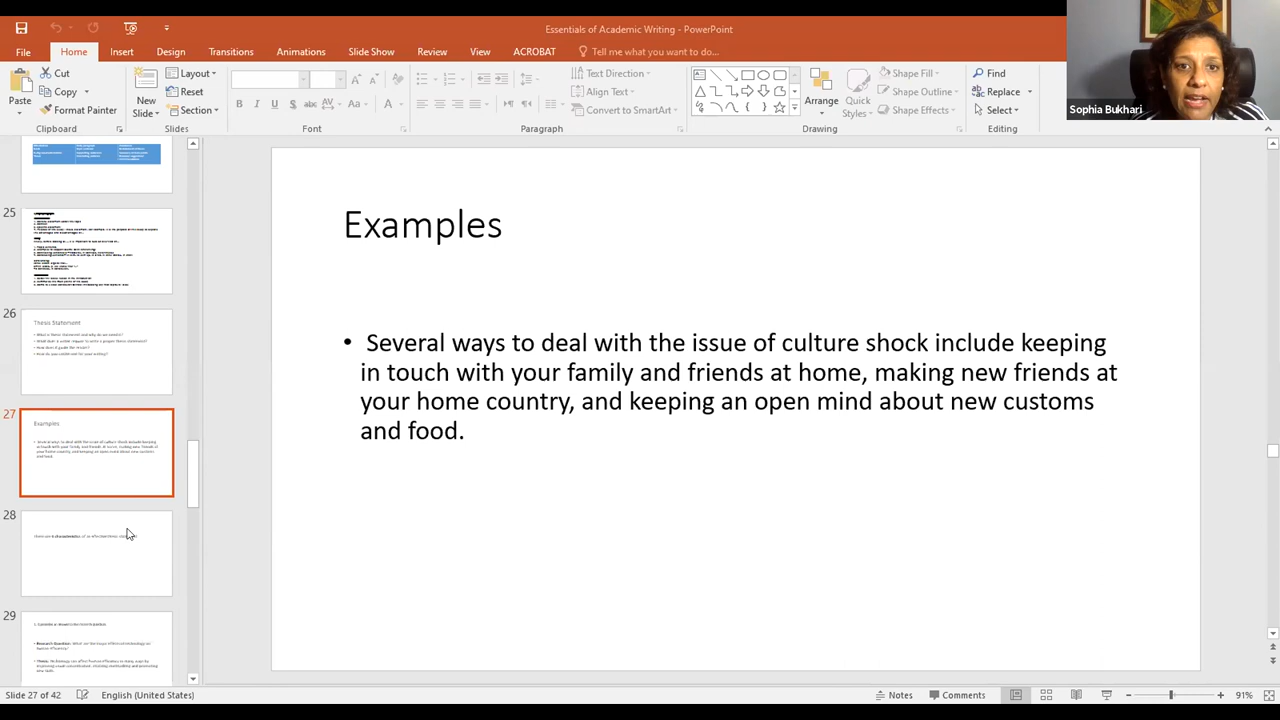 Essentials of Academic Writing - PowerPoint
File Home Insert Design Transitions Animations Slide Show Review View ACROBAT Tell me what you want to do...
Sophia Bukhari
Paste
Cut
Copy
Format Painter
Clipboard
New
Slide
Layout
Reset
Section
Slides
B I U S abc AV Aa A
Font
Text Direction
Align Text
Convert to SmartArt
Paragraph
Arrange
Quick
Styles
Shape Fill
Shape Outline
Shape Effects
Drawing
Find
Replace
Select
Editing
25
26
Thesis Statement
27
Examples
28
29
Examples
• Several ways to deal with the issue of culture shock include keeping
in touch with your family and friends at home, making new friends at
your home country, and keeping an open mind about new customs
and food.
Slide 27 of 42 English (United States) Notes Comments 91%